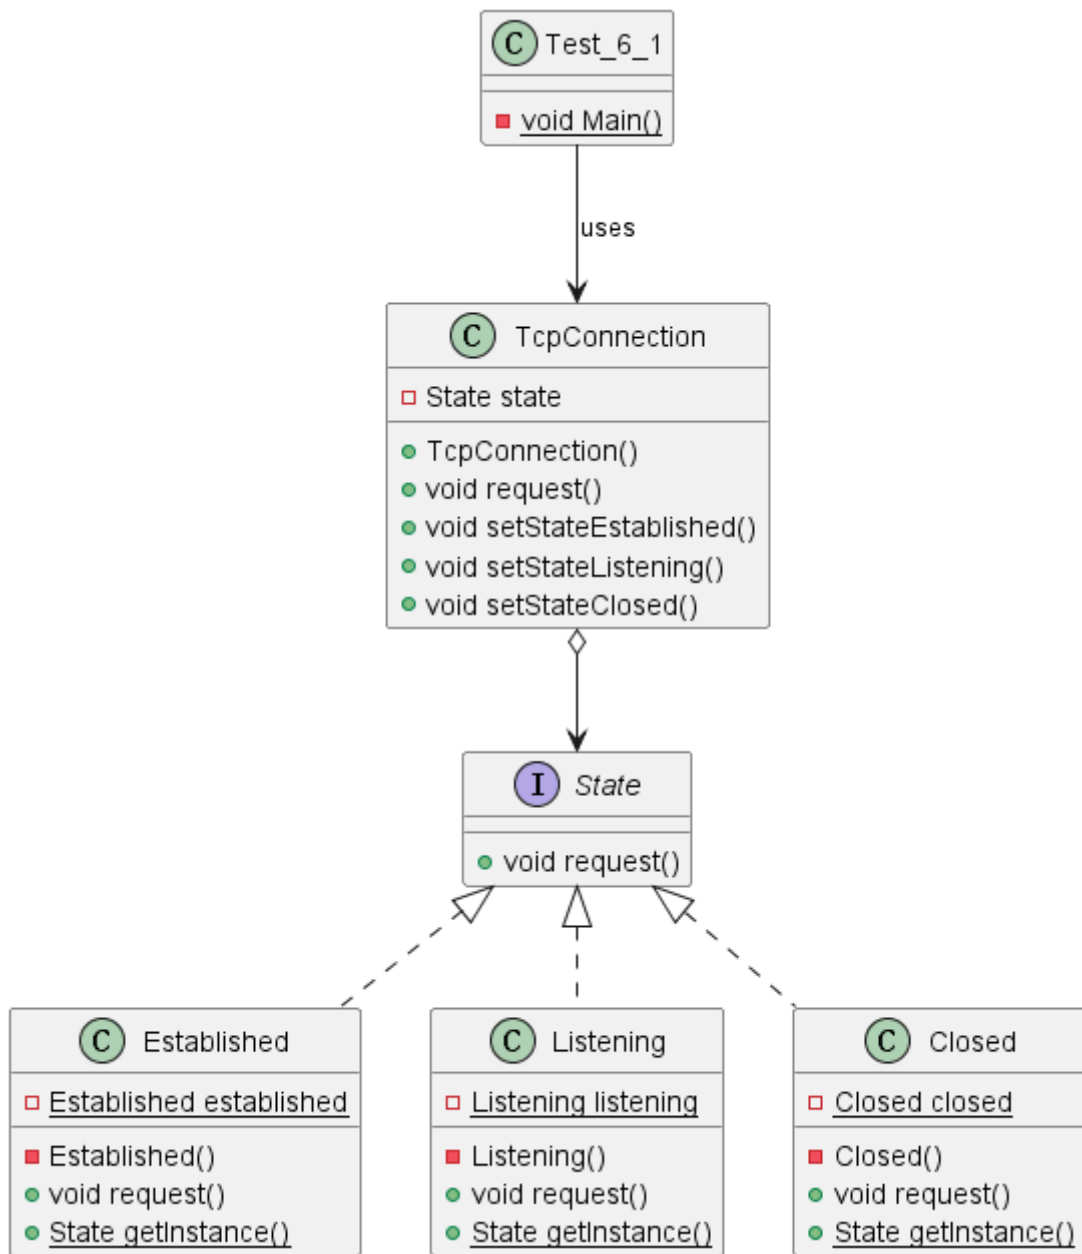 C Test_6_1
void Main()
uses
C TcpConnection
State state
TcpConnection()
void request()
void setStateEstablished()
void setStateListening()
void setStateClosed()
I State
void request()
C Established
Established established
Established()
void request()
State getInstance()
C Listening
Listening listening
Listening()
void request()
State getInstance()
C Closed
Closed closed
Closed()
void request()
State getInstance()